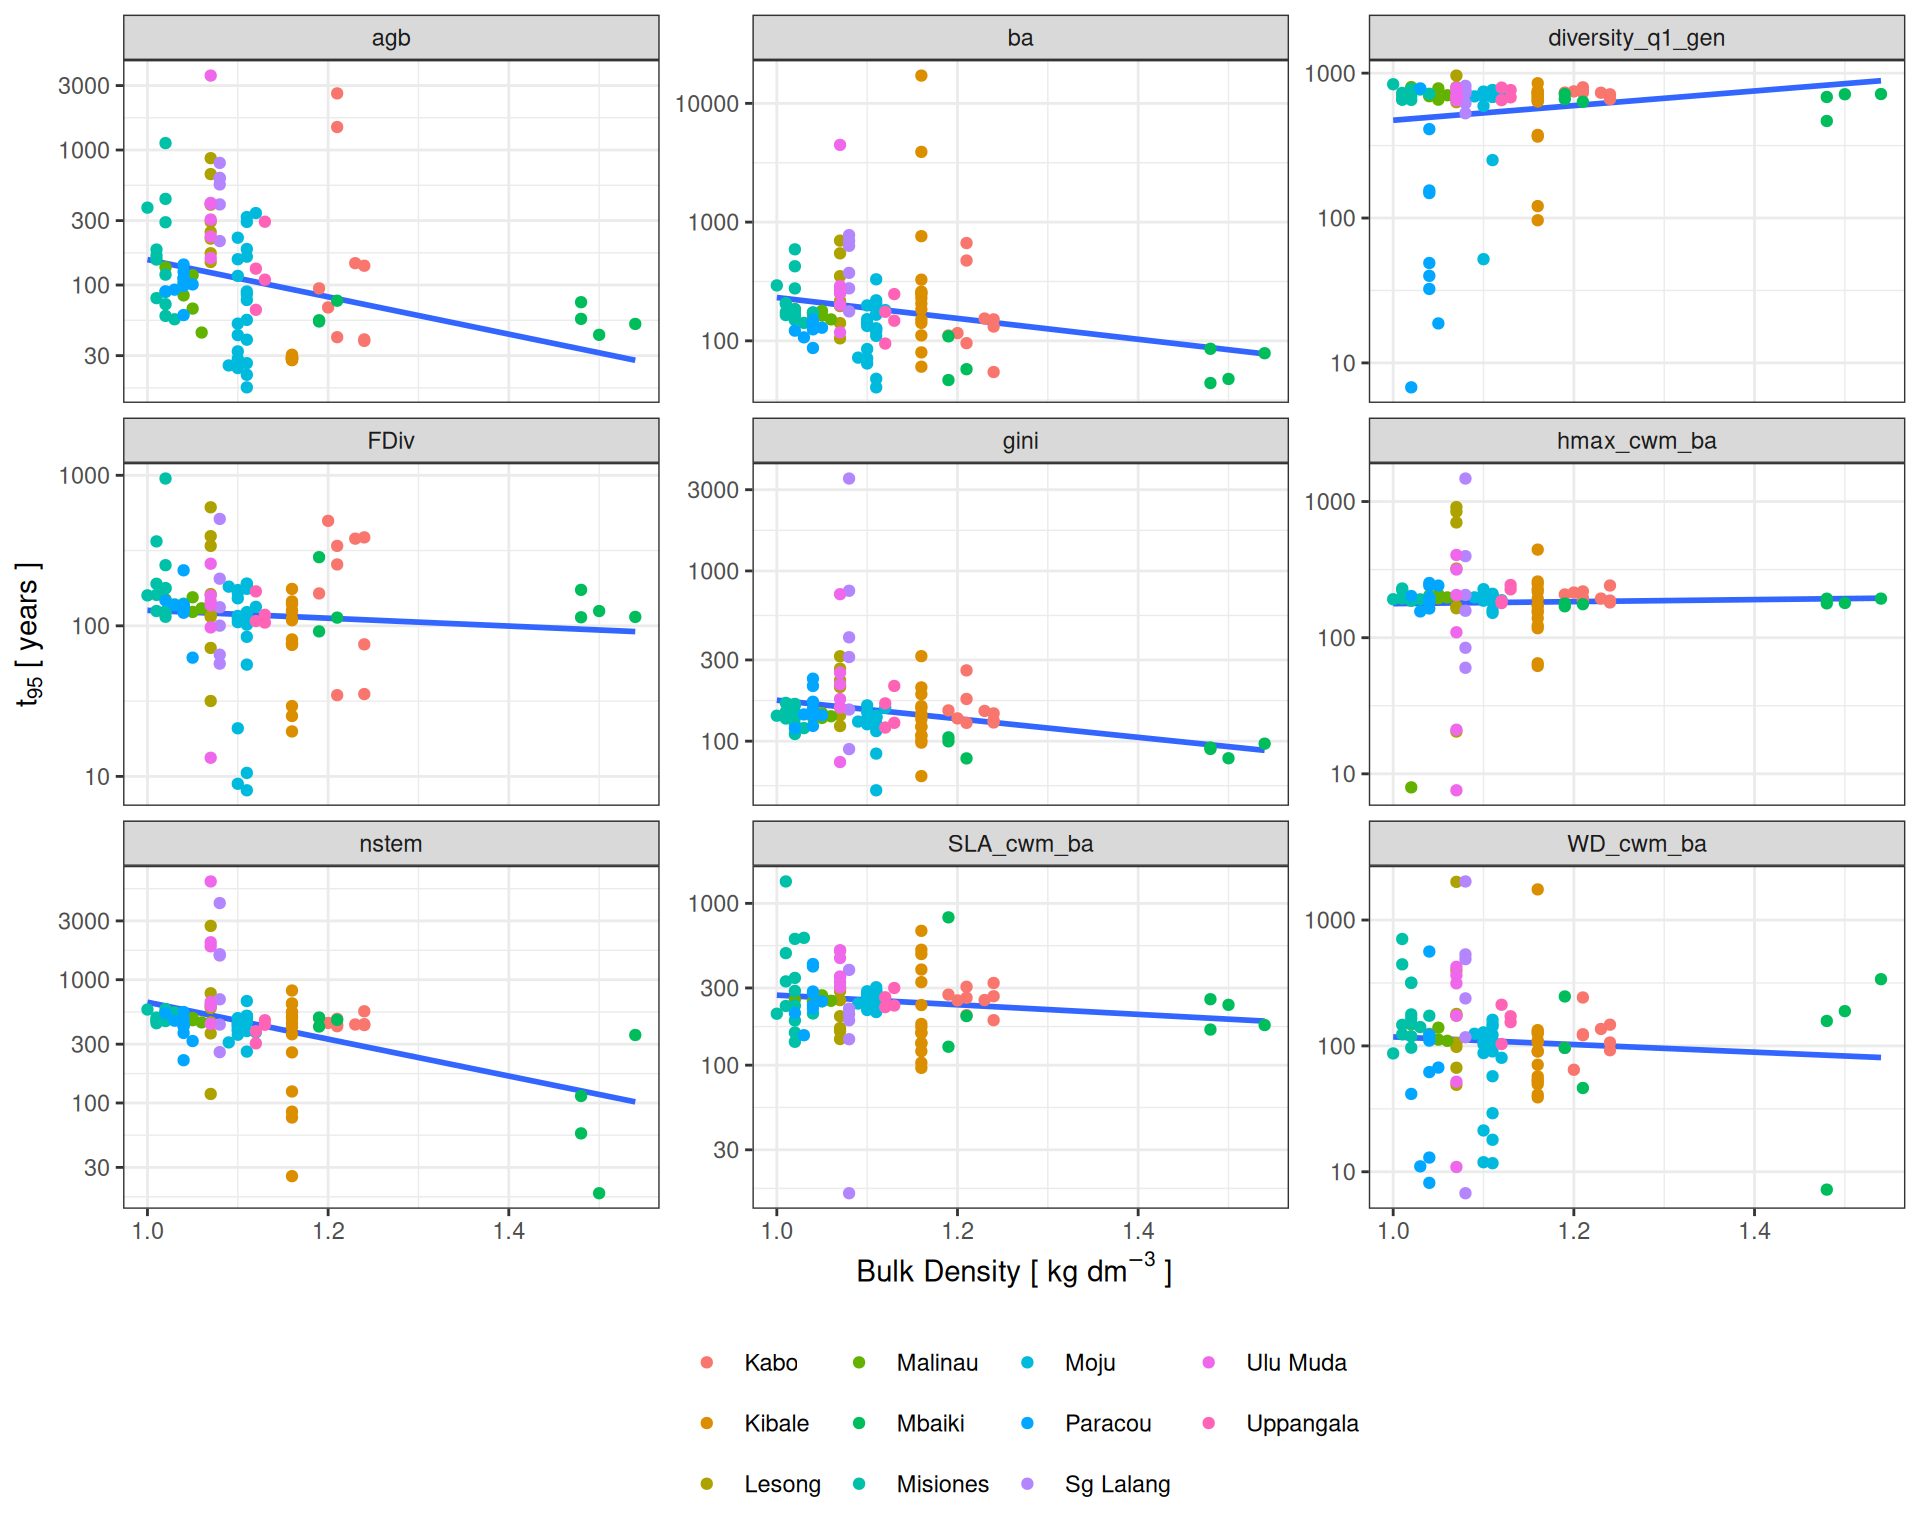 agb
ba
diversity_q1_gen
3000
1000
300
100
30
10000
1000
100
1000
100
10
FDiv
gini
hmax_cwm_ba
1000
100
10
3000
1000
300
100
1000
100
10
nstem
SLA_cwm_ba
WD_cwm_ba
3000
1000
300
100
30
1000
300
100
30
1000
100
10
1.0 1.2 1.4
1.0 1.2 1.4
1.0 1.2 1.4
t95 [ years ]
Bulk Density [ kg dm−3 ]
Kabo Malinau Moju Ulu Muda
Kibale Mbaiki Paracou Uppangala
Lesong Misiones Sg Lalang